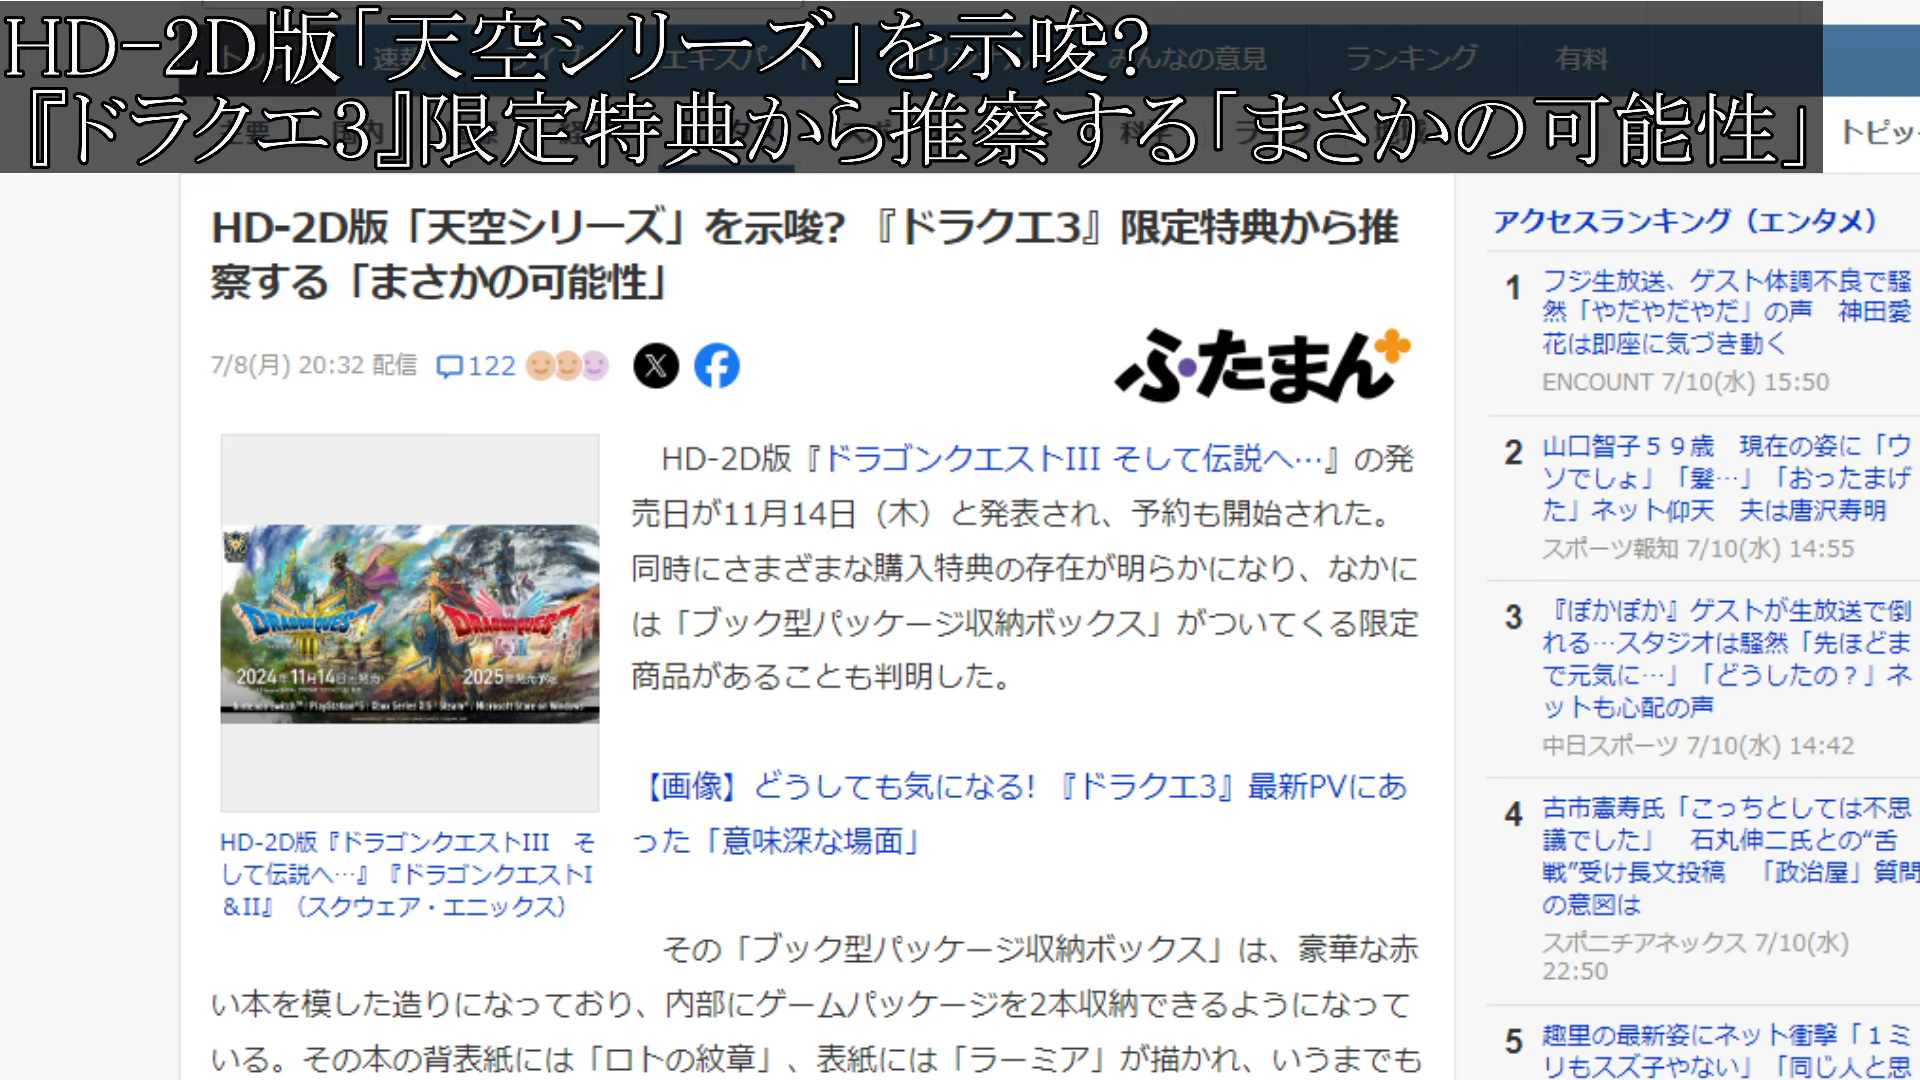 HD-2D版「天空シリーズ」を示唆?
『ドラクエ3』限定特典から推察する「まさかの可能性」
みんなの意見
ランキング
有料
トピッ
HD-2D版「天空シリーズ」を示唆? 『ドラクエ3』限定特典から推
察する「まさかの可能性」
7/8(月) 20:32 配信
122
ふたまん+
HD-2D版『ドラゴンクエストIII そして伝説へ…』の発
売日が11月14日（木）と発表され、予約も開始された。
同時にさまざまな購入特典の存在が明らかになり、なかに
は「ブック型パッケージ収納ボックス」がついてくる限定
商品があることも判明した。
【画像】どうしても気になる! 『ドラクエ3』最新PVにあ
った「意味深な場面」
DRAGON QUEST III
2024年11月14日
DRAGON QUEST
2025年発売予定
HD-2D版『ドラゴンクエストIII　そ
して伝説へ…』『ドラゴンクエストI
＆II』（スクウェア・エニックス）
その「ブック型パッケージ収納ボックス」は、豪華な赤
い本を模した造りになっており、内部にゲームパッケージを2本収納できるようになって
いる。その本の背表紙には「ロトの紋章」、表紙には「ラーミア」が描かれ、いうまでも
アクセスランキング（エンタメ）
1
フジ生放送、ゲスト体調不良で騒
然「やだやだやだ」の声　神田愛
花は即座に気づき動く
ENCOUNT 7/10(水) 15:50
2
山口智子５９歳　現在の姿に「ウ
ソでしょ」「髪…」「おったまげ
た」ネット仰天　夫は唐沢寿明
スポーツ報知 7/10(水) 14:55
3
『ぽかぽか』ゲストが生放送で倒
れる…スタジオは騒然「先ほどま
で元気に…」「どうしたの？」ネ
ットも心配の声
中日スポーツ 7/10(水) 14:42
4
古市憲寿氏「こっちとしては不思
議でした」　石丸伸二氏との“舌
戦”受け長文投稿　「政治屋」質問
の意図は
スポニチアネックス 7/10(水)
22:50
5
趣里の最新姿にネット衝撃「１ミ
リもスズ子やない」「同じ人と思